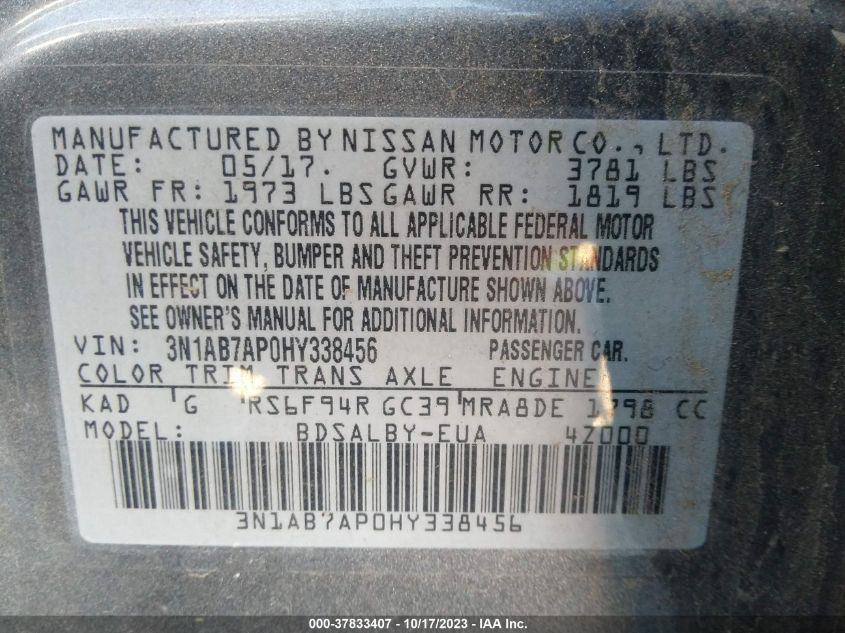 MANUFACTURED BY NISSAN MOTOR CO., LTD.
DATE: 05/17. GVWR: 3781 LBS
GAWR FR: 1973 LBS GAWR RR: 1819 LBS
THIS VEHICLE CONFORMS TO ALL APPLICABLE FEDERAL MOTOR
VEHICLE SAFETY, BUMPER AND THEFT PREVENTION STANDARDS
IN EFFECT ON THE DATE OF MANUFACTURE SHOWN ABOVE.
SEE OWNER'S MANUAL FOR ADDITIONAL INFORMATION.
VIN: 3N1AB7AP0HY338456 PASSENGER CAR.
COLOR TRIM TRANS AXLE ENGINE
KAD G RS6F94R GC39 MRA8DE 1798 CC
MODEL: BDSALBY-EUA 4Z000
3N1AB7AP0HY338456
000-37833407 - 10/17/2023 - IAA Inc.